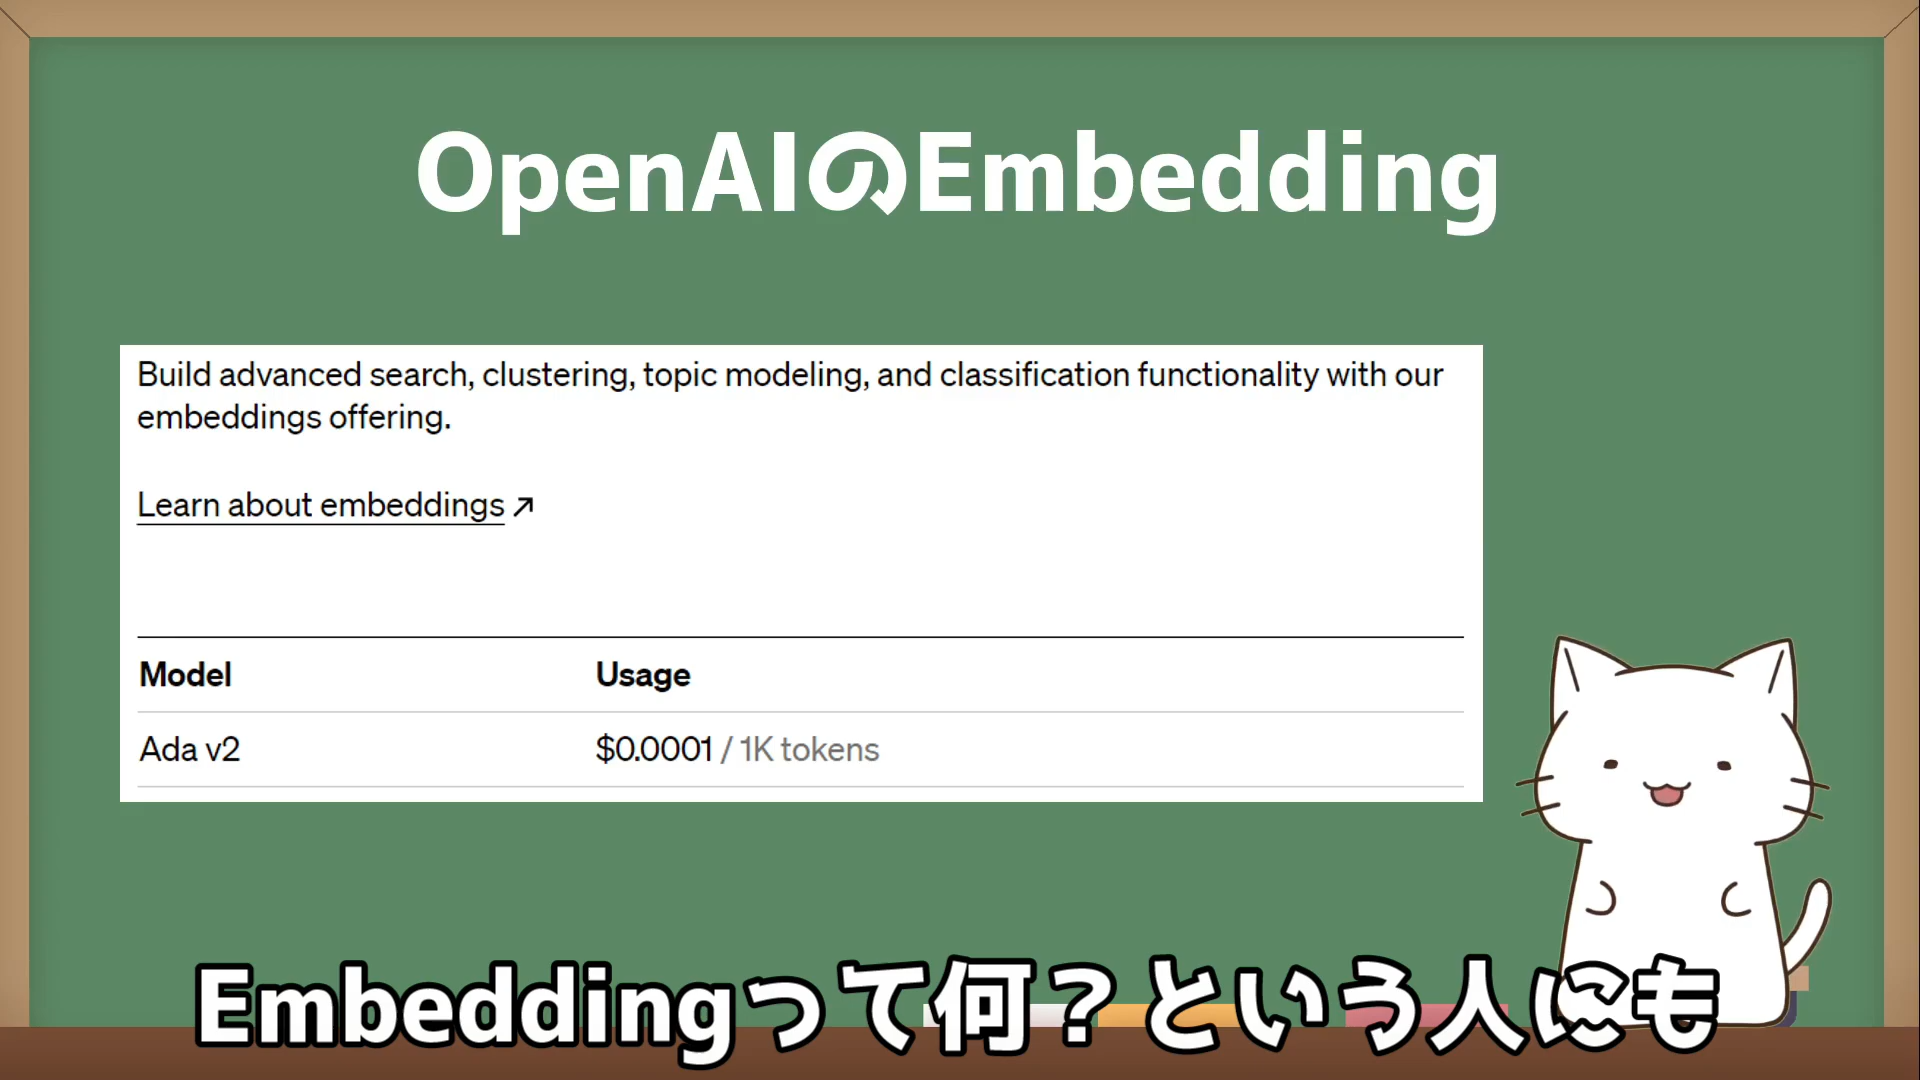 OpenAIのEmbedding
Build advanced search, clustering, topic modeling, and classification functionality with our
embeddings offering.
Learn about embeddings ↗
Model Usage
Ada v2 $0.0001 / 1K tokens
Embeddingって何？という人にも